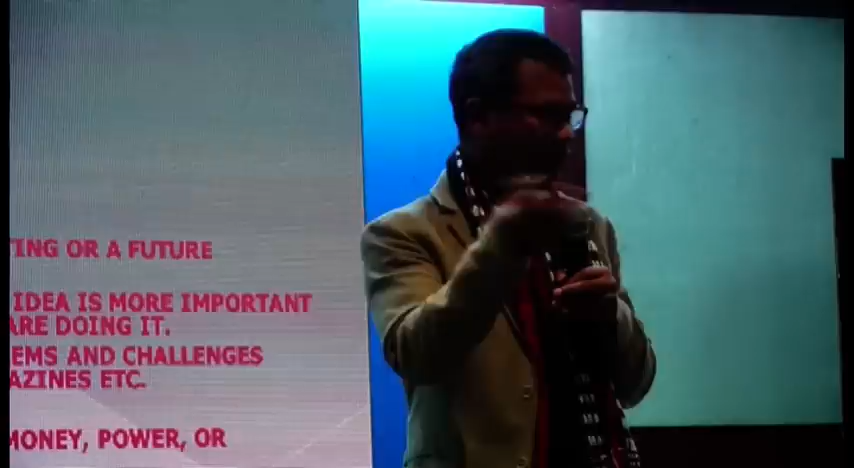 TING OR A FUTURE
IDEA IS MORE IMPORTANT
ARE DOING IT.
EMS AND CHALLENGES
AZINES ETC.
MONEY, POWER, OR